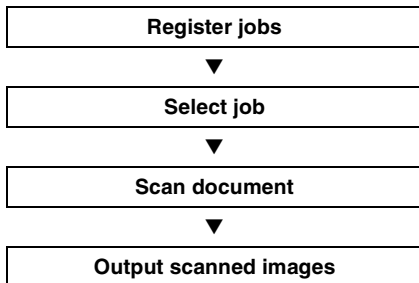 Register jobs
▼
Select job
▼
Scan document
▼
Output scanned images